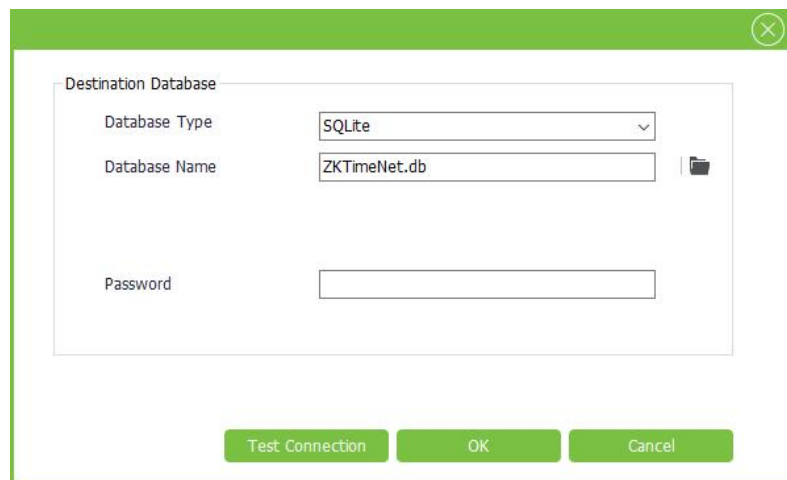 Destination Database
Database Type SQLite
Database Name ZKTimeNet.db
Password
Test Connection OK Cancel